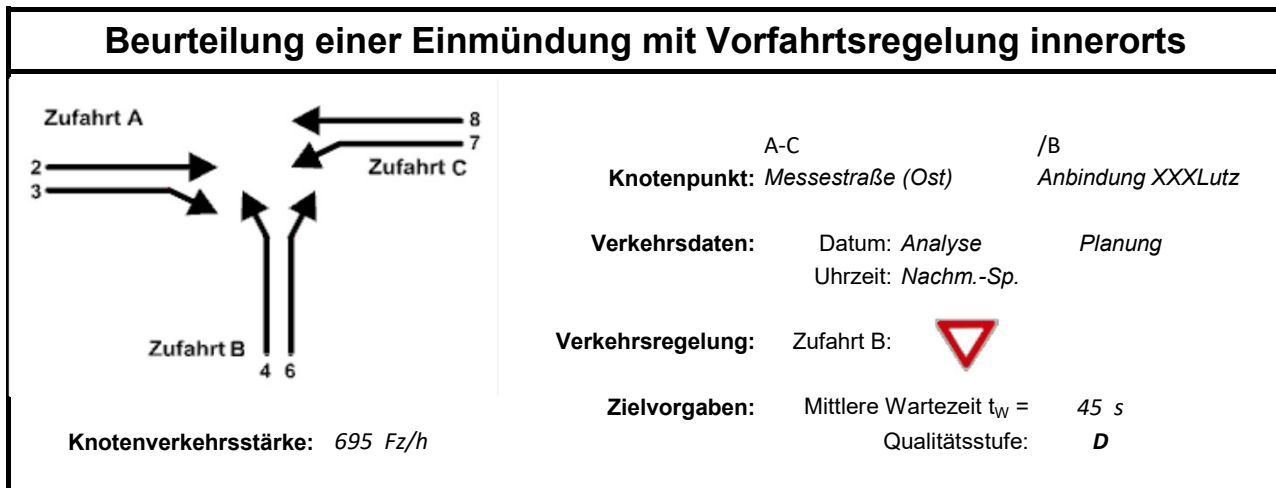 Beurteilung einer Einmündung mit Vorfahrtsregelung innerorts
Zufahrt A
8
7
Zufahrt C
2
3
Zufahrt B
4 6
Knotenverkehrsstärke: 695 Fz/h
A-C /B
Knotenpunkt: Messestraße (Ost) Anbindung XXXLutz
Verkehrsdaten: Datum: Analyse Planung
Uhrzeit: Nachm.-Sp.
Verkehrsregelung: Zufahrt B:
Zielvorgaben: Mittlere Wartezeit tW = 45 s
Qualitätsstufe: D